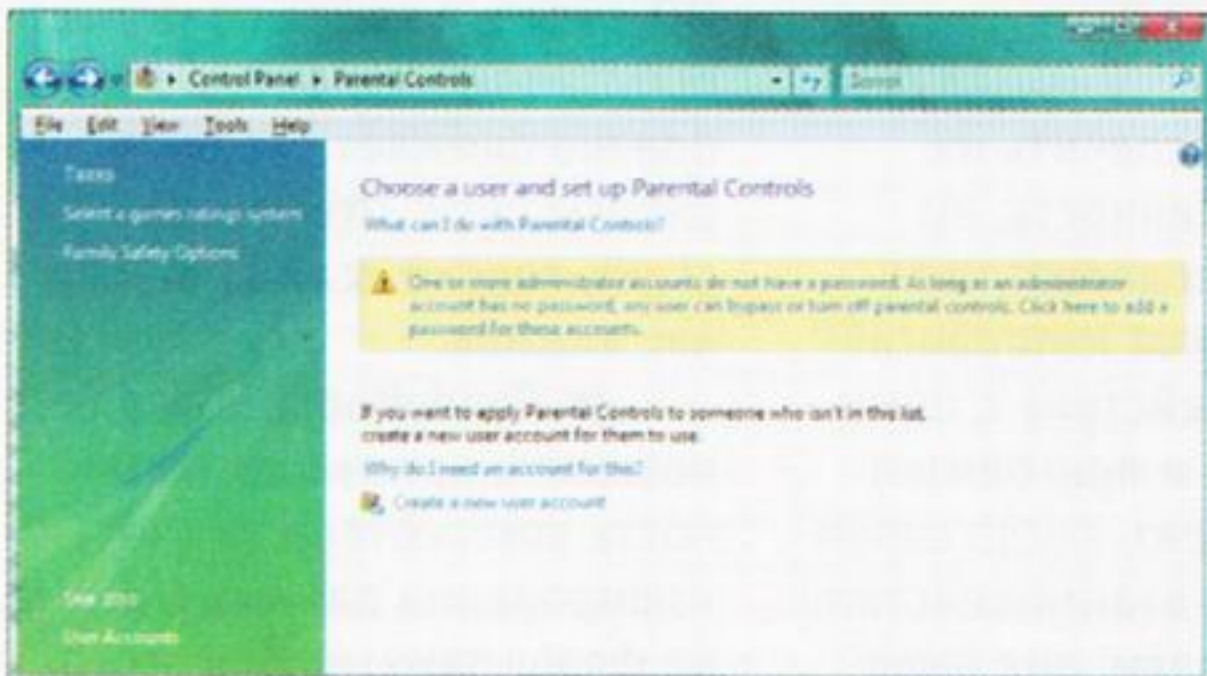 Control Panel ▸ Parental Controls
Search
File Edit View Tools Help
Tasks
Select a games ratings system
Family Safety Options
Choose a user and set up Parental Controls
What can I do with Parental Controls?
One or more administrator accounts do not have a password. As long as an administrator
account has no password, any user can bypass or turn off parental controls. Click here to add a
password for these accounts.
If you want to apply Parental Controls to someone who isn't in this list,
create a new user account for them to use.
Why do I need an account for this?
Create a new user account
See also
User Accounts